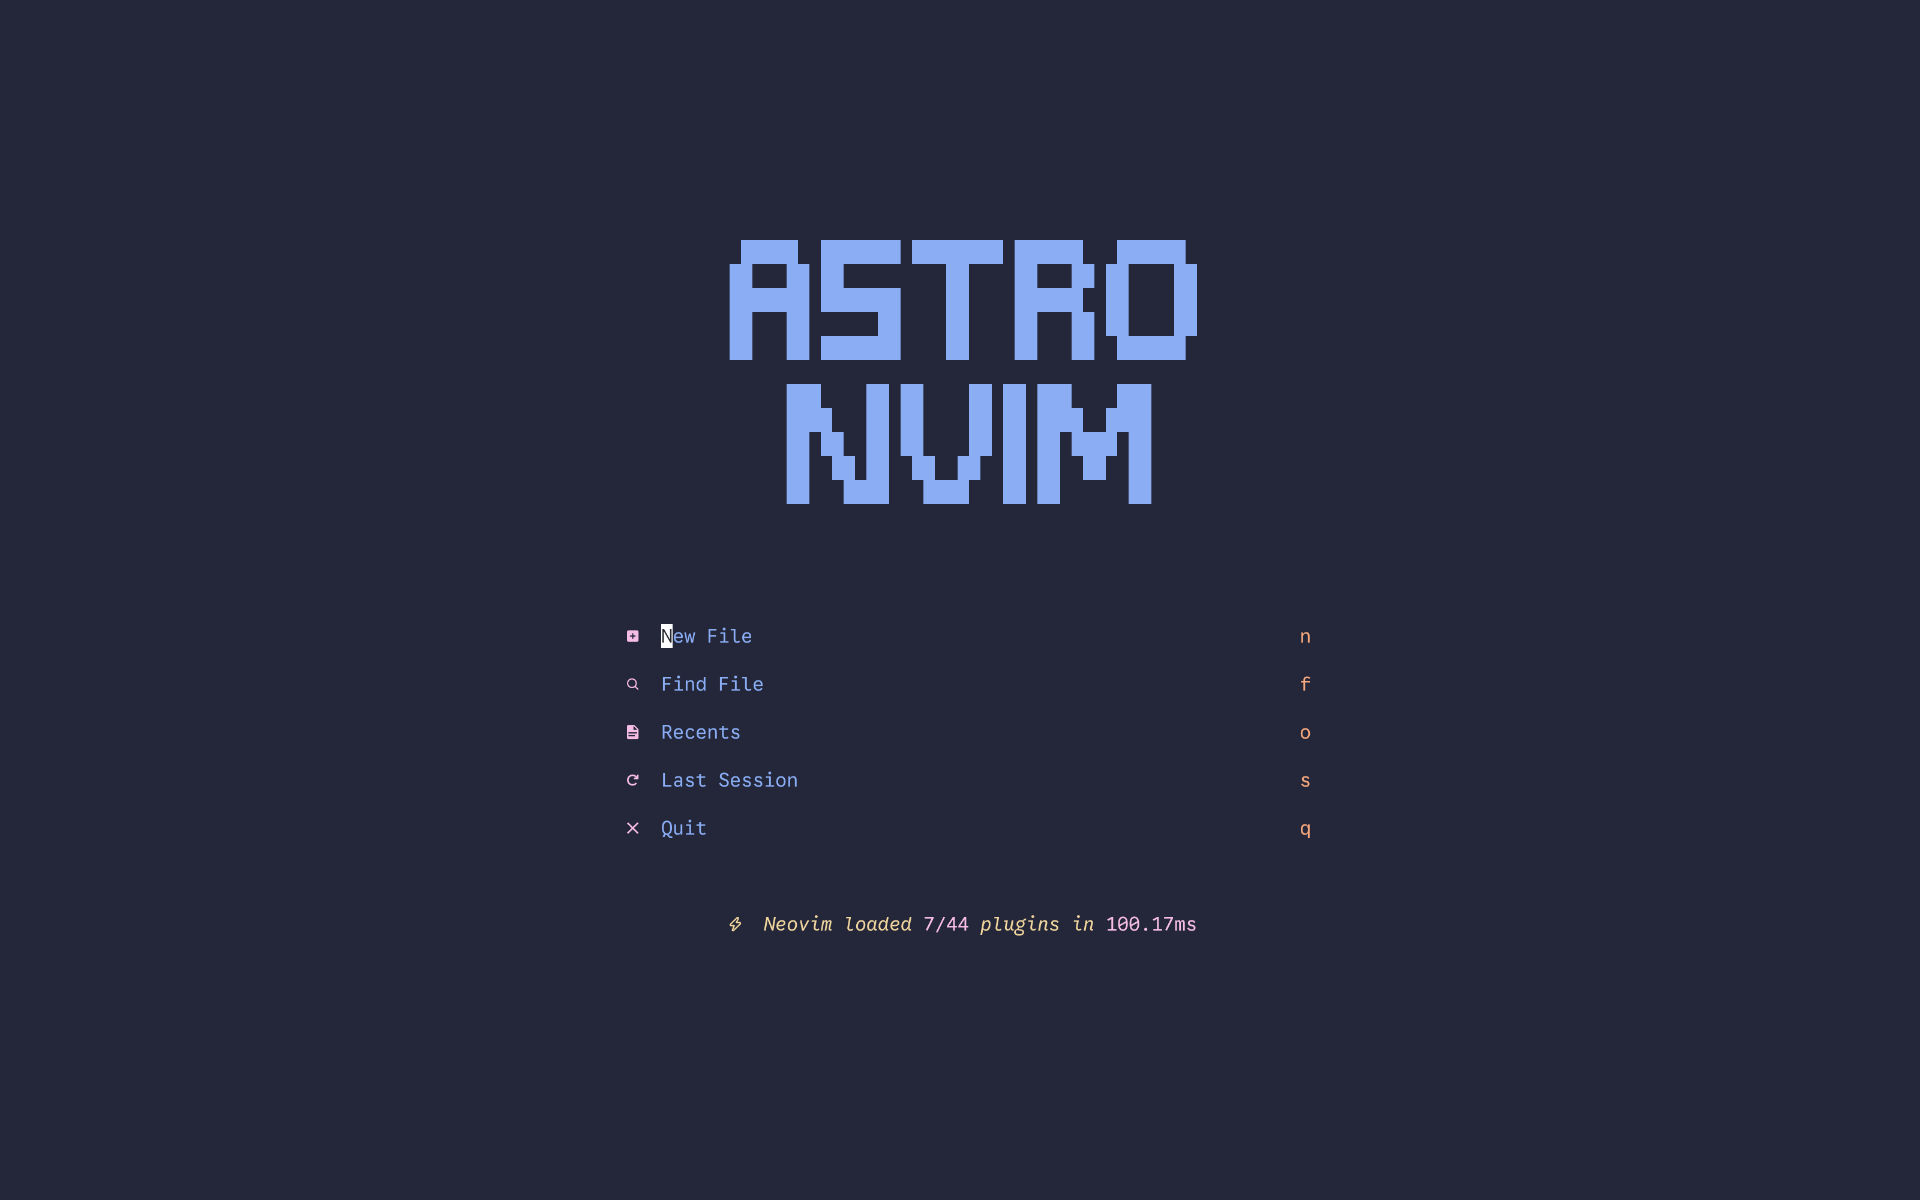 ASTRO
NVIM
New File n
Find File f
Recents o
Last Session s
Quit q
Neovim loaded 7/44 plugins in 100.17ms